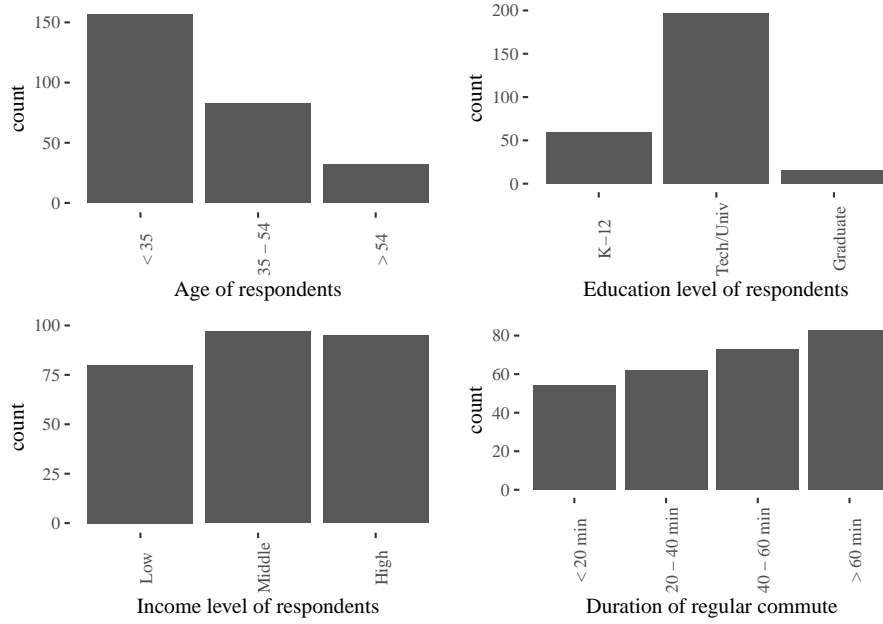 150
100
50
0
count
< 35
35 – 54
> 54
Age of respondents
200
150
100
50
0
count
K–12
Tech/Univ
Graduate
Education level of respondents
100
75
50
25
0
count
Low
Middle
High
Income level of respondents
80
60
40
20
0
count
< 20 min
20 – 40 min
40 – 60 min
> 60 min
Duration of regular commute